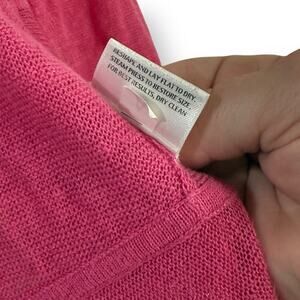 RESHAPE AND LAY FLAT TO DRY
STEAM PRESS TO RESTORE SIZE.
FOR BEST RESULTS, DRY CLEAN